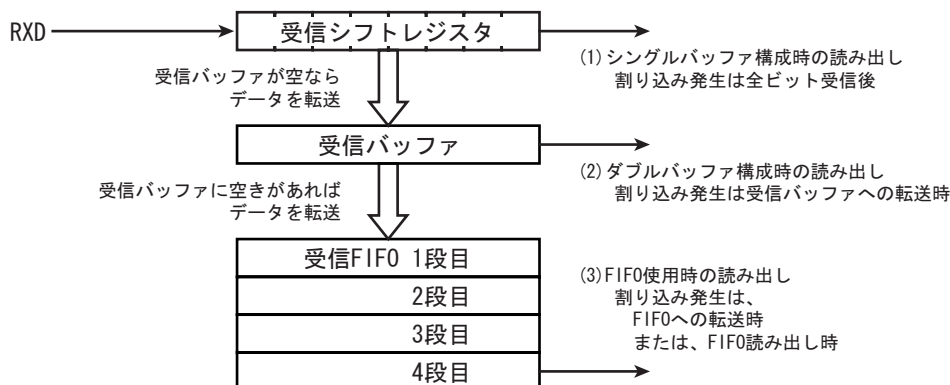 RXD
受信シフトレジスタ
(1)シングルバッファ構成時の読み出し
割り込み発生は全ビット受信後
受信バッファが空なら
データを転送
受信バッファ
(2)ダブルバッファ構成時の読み出し
割り込み発生は受信バッファへの転送時
受信バッファに空きがあれば
データを転送
受信FIFO 1段目
2段目
3段目
4段目
(3)FIFO使用時の読み出し
割り込み発生は、
FIFOへの転送時
または、FIFO読み出し時